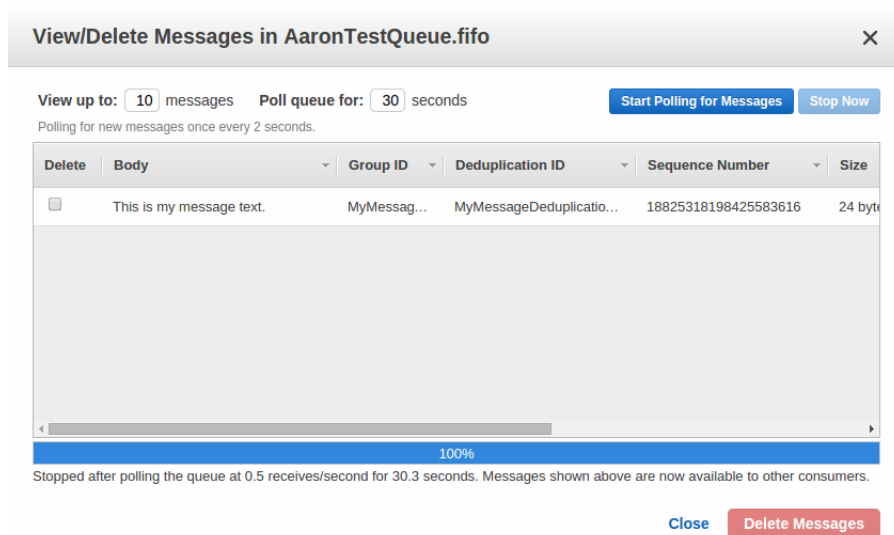 View/Delete Messages in AaronTestQueue.fifo
View up to: 10 messages Poll queue for: 30 seconds Start Polling for Messages Stop Now
Polling for new messages once every 2 seconds.
Delete Body Group ID Deduplication ID Sequence Number Size
This is my message text. MyMessag... MyMessageDeduplicatio... 18825318198425583616 24 byte
100%
Stopped after polling the queue at 0.5 receives/second for 30.3 seconds. Messages shown above are now available to other consumers.
Close Delete Messages